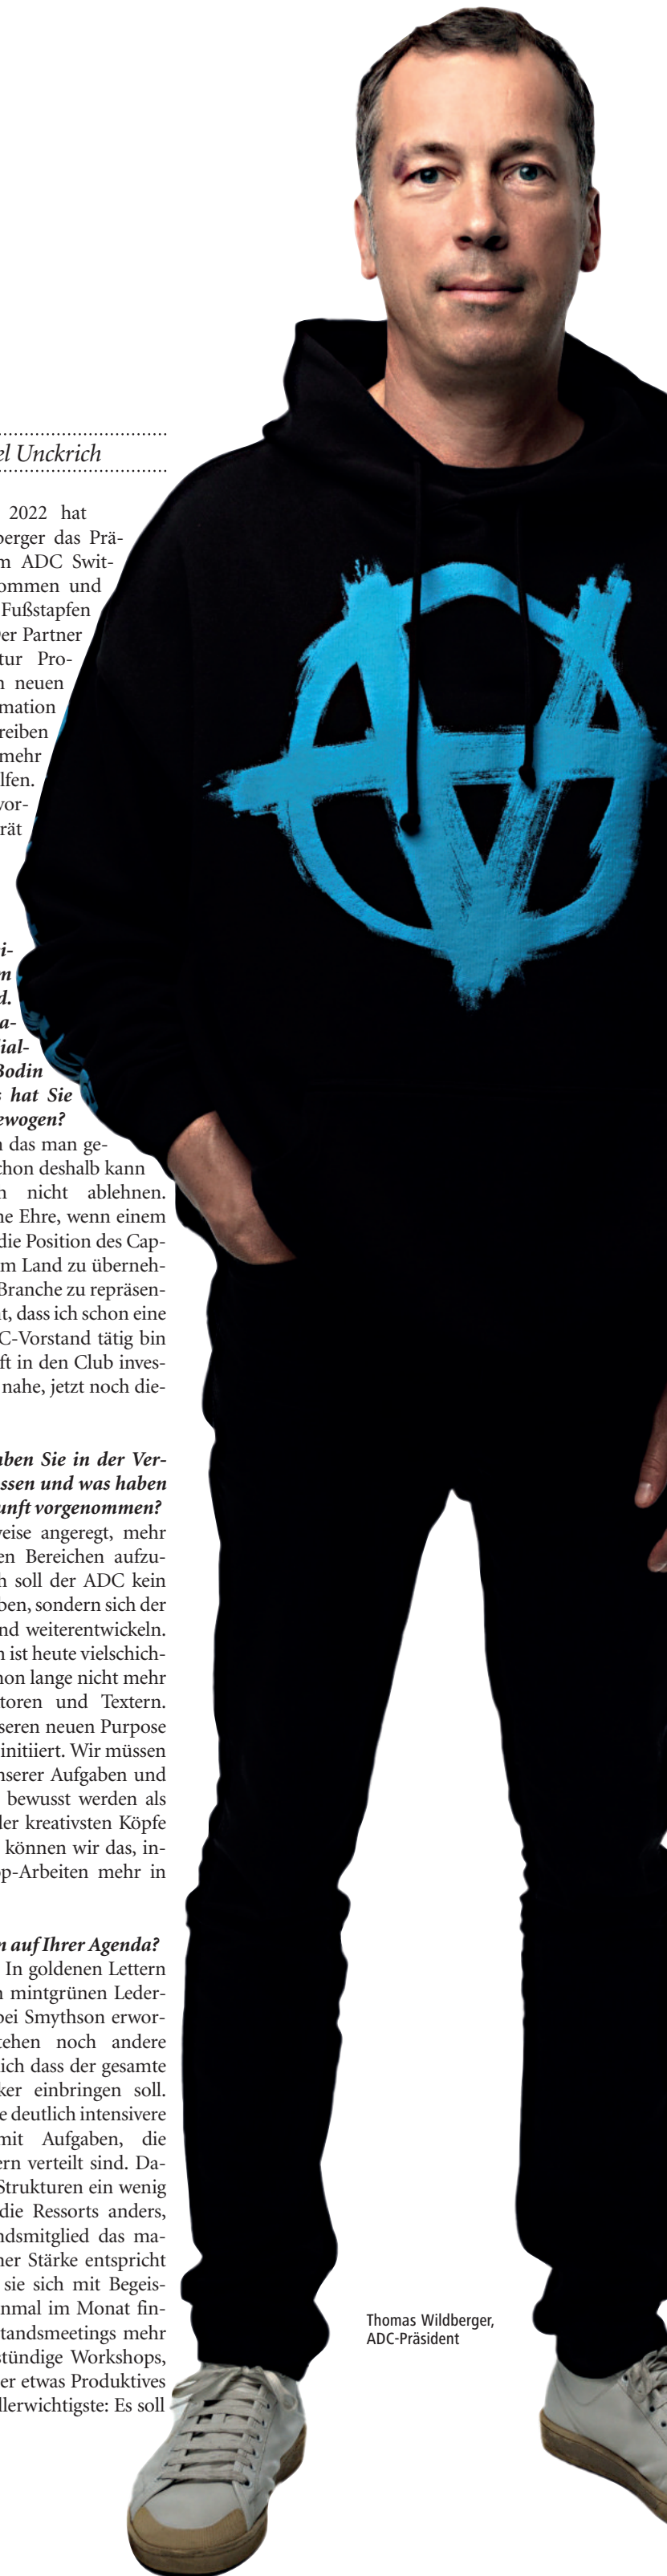 el Unckrich
2022 hat
berger das Prä-
m ADC Swit-
ommen und
Fußstapfen
er Partner
tur Pro-
n neuen
mation
reiben
mehr
lfen.
vor-
rät
i-
m
d.
a-
ial-
Bodin
s hat Sie
ewogen?
n das man ge-
chon deshalb kann
n nicht ablehnen.
ne Ehre, wenn einem
die Position des Cap-
m Land zu überneh-
Branche zu repräsen-
t, dass ich schon eine
C-Vorstand tätig bin
ft in den Club inves-
nahe, jetzt noch die-
aben Sie in der Ver-
ssen und was haben
unft vorgenommen?
weise angeregt, mehr
en Bereichen aufzu-
h soll der ADC kein
ben, sondern sich der
nd weiterentwickeln.
n ist heute vielschich-
hon lange nicht mehr
toren und Textern.
seren neuen Purpose
initiiert. Wir müssen
nserer Aufgaben und
bewusst werden als
der kreativsten Köpfe
können wir das, in-
op-Arbeiten mehr in
n auf Ihrer Agenda?
In goldenen Lettern
n mintgrünen Leder-
bei Smythson erwor-
tehen noch andere
lich dass der gesamte
ker einbringen soll.
e deutlich intensivere
mit Aufgaben, die
ern verteilt sind. Da-
Strukturen ein wenig
die Ressorts anders,
ndsmitglied das ma-
ner Stärke entspricht
sie sich mit Begeis-
nmal im Monat fin-
standsmeetings mehr
stündige Workshops,
er etwas Produktives
llerwichtigste: Es soll
Thomas Wildberger,
ADC-Präsident